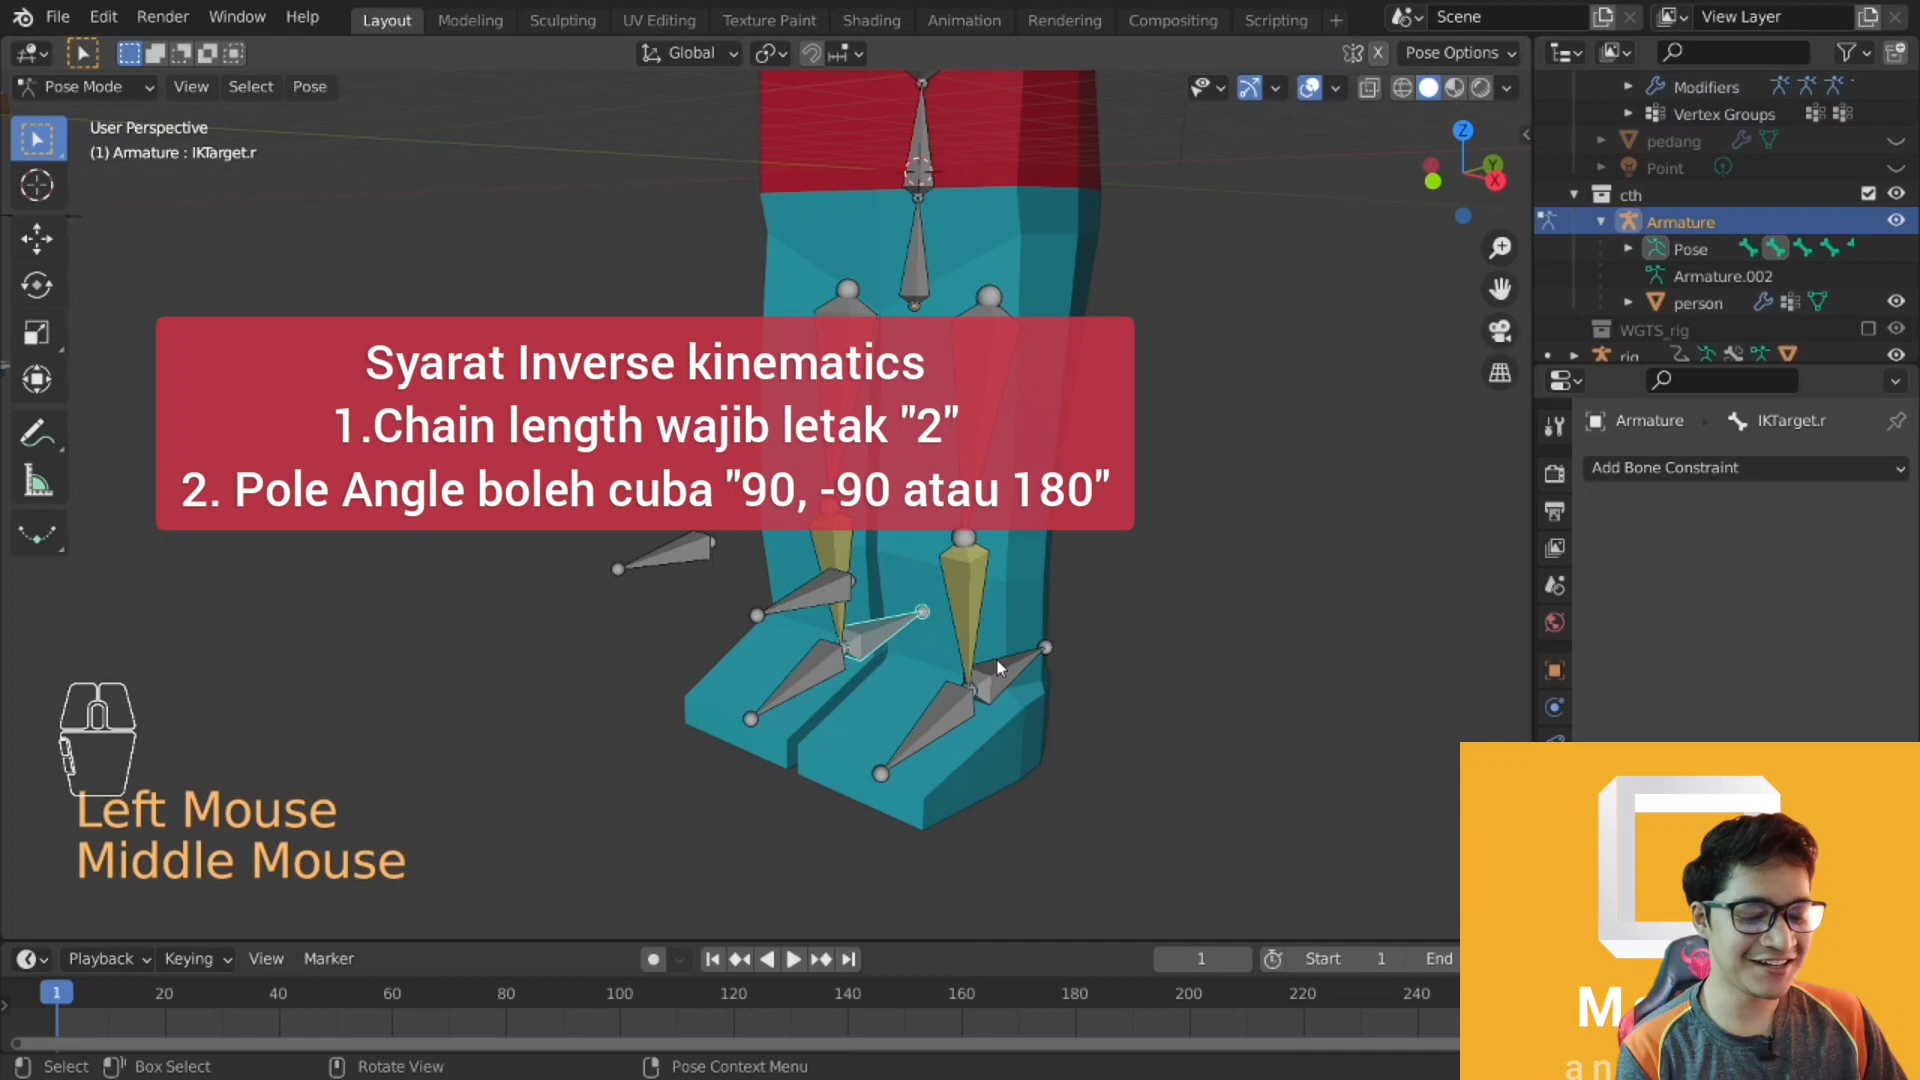 File Edit Render Window Help Layout Modeling Sculpting UV Editing Texture Paint Shading Animation Rendering Compositing Scripting + Scene View Layer
Global X Pose Options
Pose Mode View Select Pose
User Perspective
(1) Armature : IKTarget.r
Z
Y
X
Modifiers
Vertex Groups
pedang
Point
cth
Armature
Pose
Armature.002
person
WGTS_rig
rig
Armature IKTarget.r
Add Bone Constraint
Syarat Inverse kinematics
1.Chain length wajib letak "2"
2. Pole Angle boleh cuba "90, -90 atau 180"
Left Mouse
Middle Mouse
Playback Keying View Marker 1 Start 1 End
1 20 40 60 80 100 120 140 160 180 200 220 240
Select Box Select Rotate View Pose Context Menu